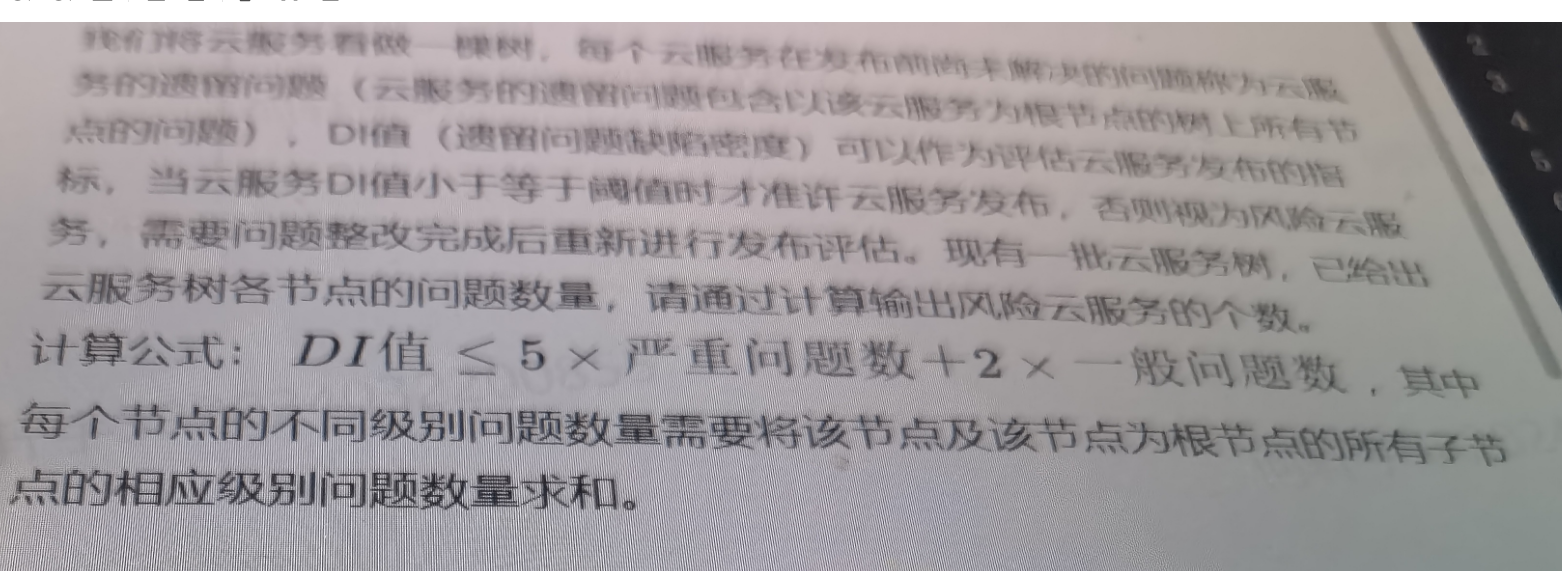 我们将云服务看做一棵树，每个云服务在发布前尚未解决的问题称为云服
务的遗留问题（云服务的遗留问题包含以该云服务为根节点的树上所有节
点的问题），DI值（遗留问题缺陷密度）可以作为评估云服务发布的指
标，当云服务DI值小于等于阈值时才准许云服务发布，否则视为风险云服
务，需要问题整改完成后重新进行发布评估。现有一批云服务树，已给出
云服务树各节点的问题数量，请通过计算输出风险云服务的个数。
计算公式： DI值 ≤ 5 × 严重问题数+2 × 一般问题数，其中
每个节点的不同级别问题数量需要将该节点及该节点为根节点的所有子节
点的相应级别问题数量求和。
2
3
4
5